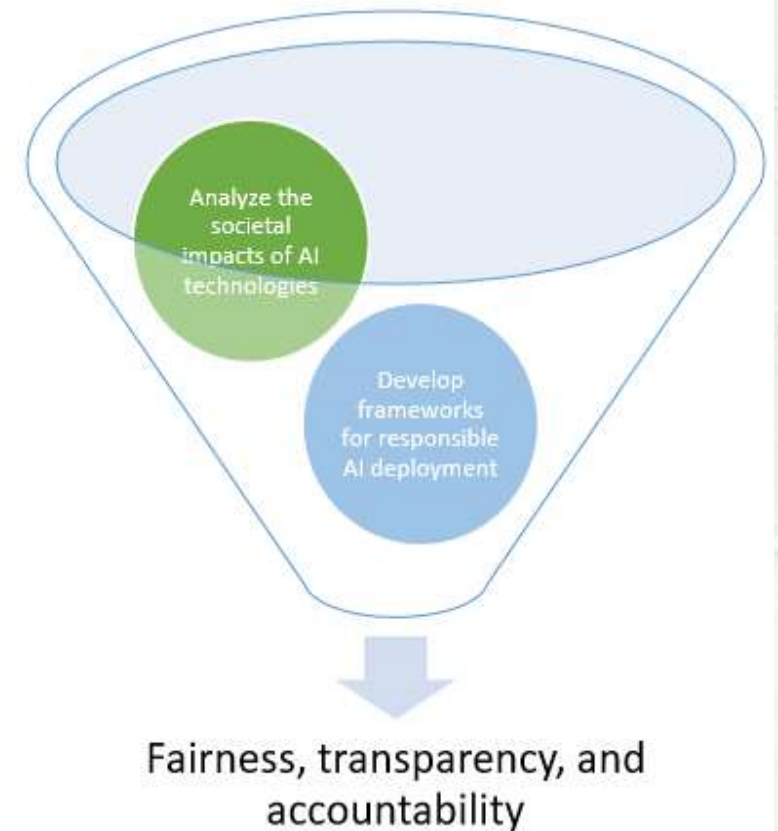 Analyze the
societal
impacts of AI
technologies
Develop
frameworks
for responsible
AI deployment
Fairness, transparency, and
accountability